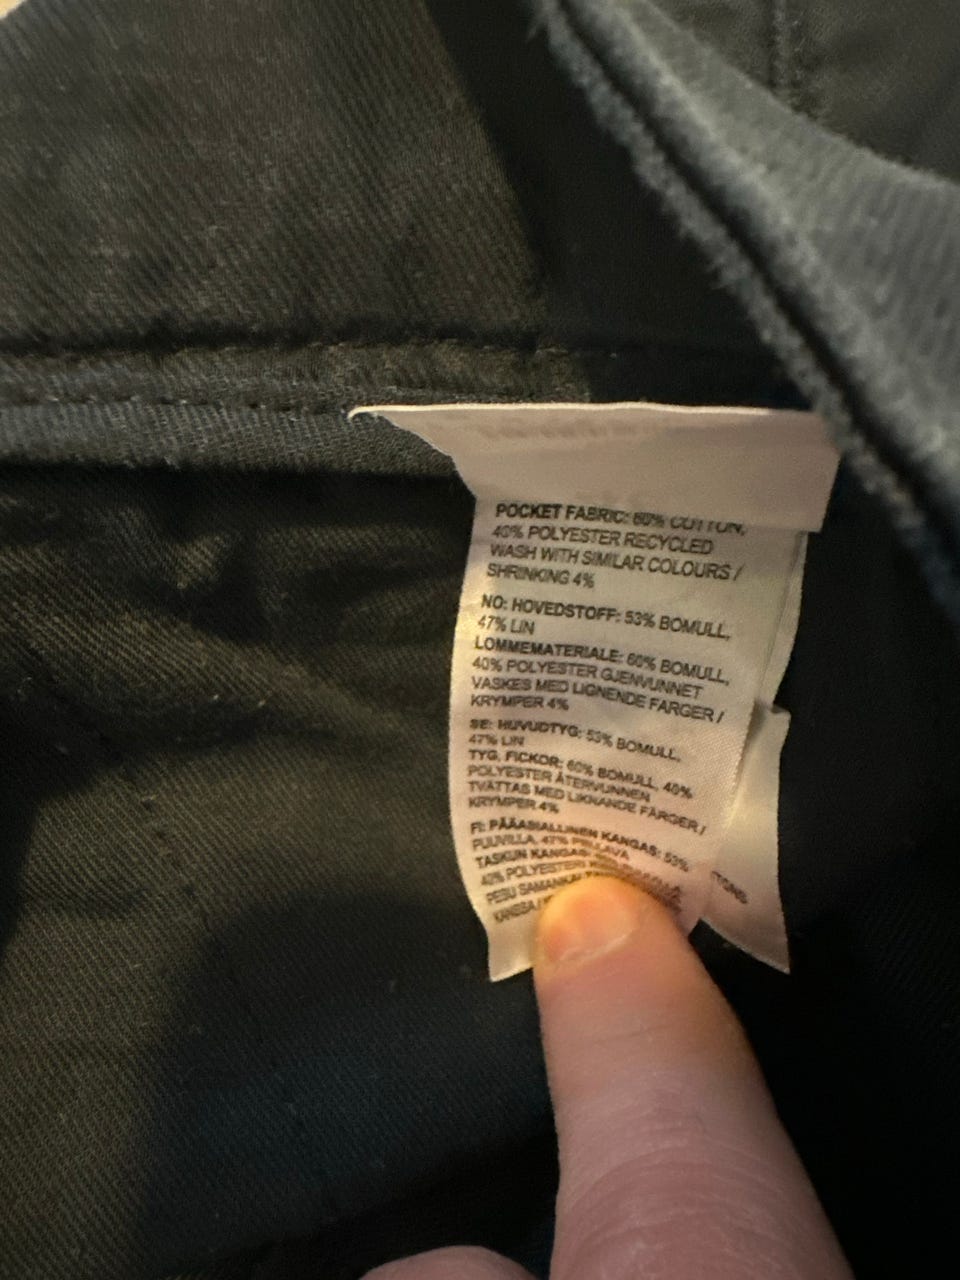 POCKET FABRIC: 60% COTTON,
40% POLYESTER RECYCLED
WASH WITH SIMILAR COLOURS /
SHRINKING 4%
NO: HOVEDSTOFF: 53% BOMULL,
47% LIN
LOMMEMATERIALE: 60% BOMULL,
40% POLYESTER GJENVUNNET
VASKES MED LIGNENDE FARGER /
KRYMPER 4%
SE: HUVUDTYG: 53% BOMULL,
47% LIN
TYG, FICKOR: 60% BOMULL, 40%
POLYESTER ÅTERVUNNEN
TVÄTTAS MED LIKNANDE FÄRGER /
KRYMPER 4%
FI: PÄÄASIALLINEN KANGAS: 53%
PUUVILLA, 47% PELLAVA
TASKUN KANGAS:
40% POLYESTERI
PESU
KANSSA /